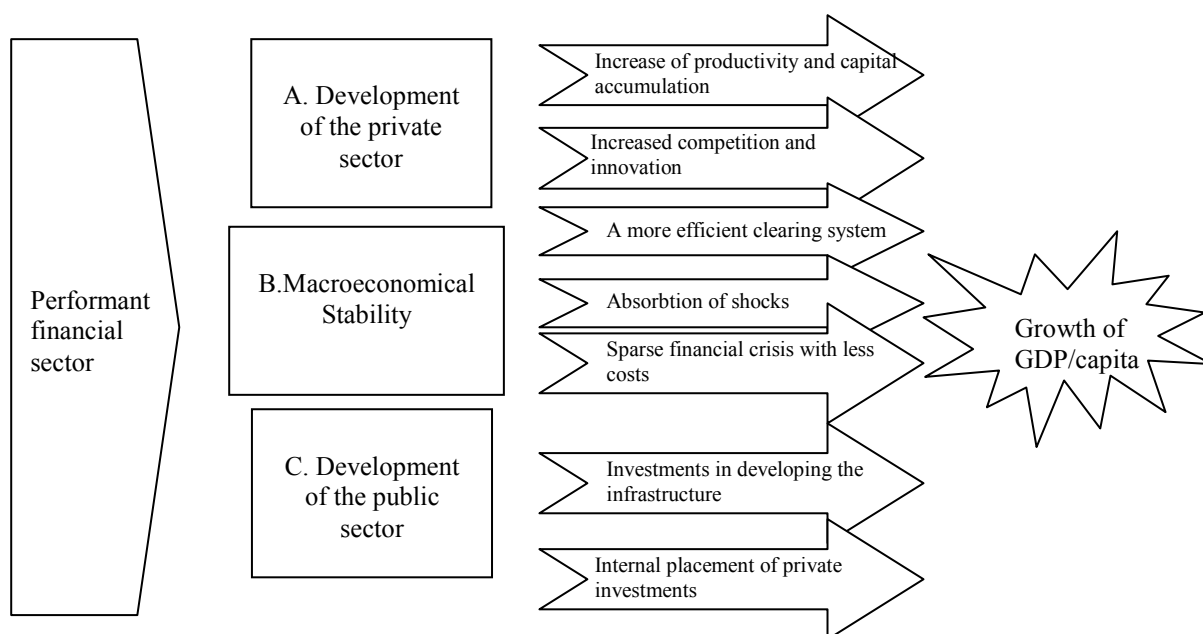 Performant
financial
sector
A. Development
of the private
sector
B.Macroeconomical
Stability
C. Development
of the public
sector
Increase of productivity and capital
accumulation
Increased competition and
innovation
A more efficient clearing system
Absorbtion of shocks
Sparse financial crisis with less
costs
Investments in developing the
infrastructure
Internal placement of private
investments
Growth of
GDP/capita